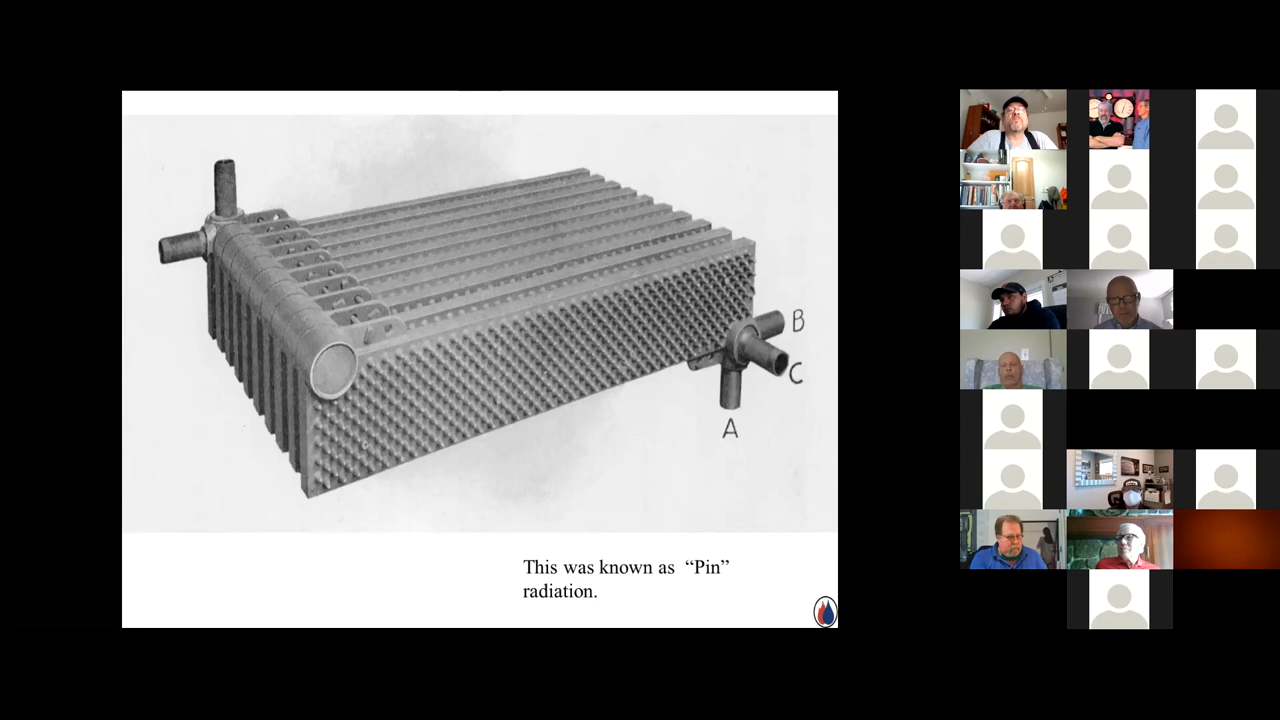 B
C
A
This was known as “Pin”
radiation.